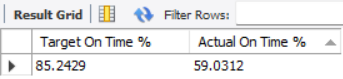 Result Grid Filter Rows:
Target On Time % Actual On Time %
85.2429 59.0312